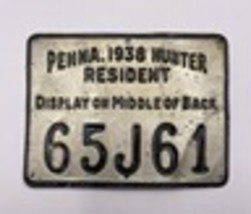 PENNA. 1938 HUNTER
RESIDENT
DISPLAY ON MIDDLE OF BACK
65J61